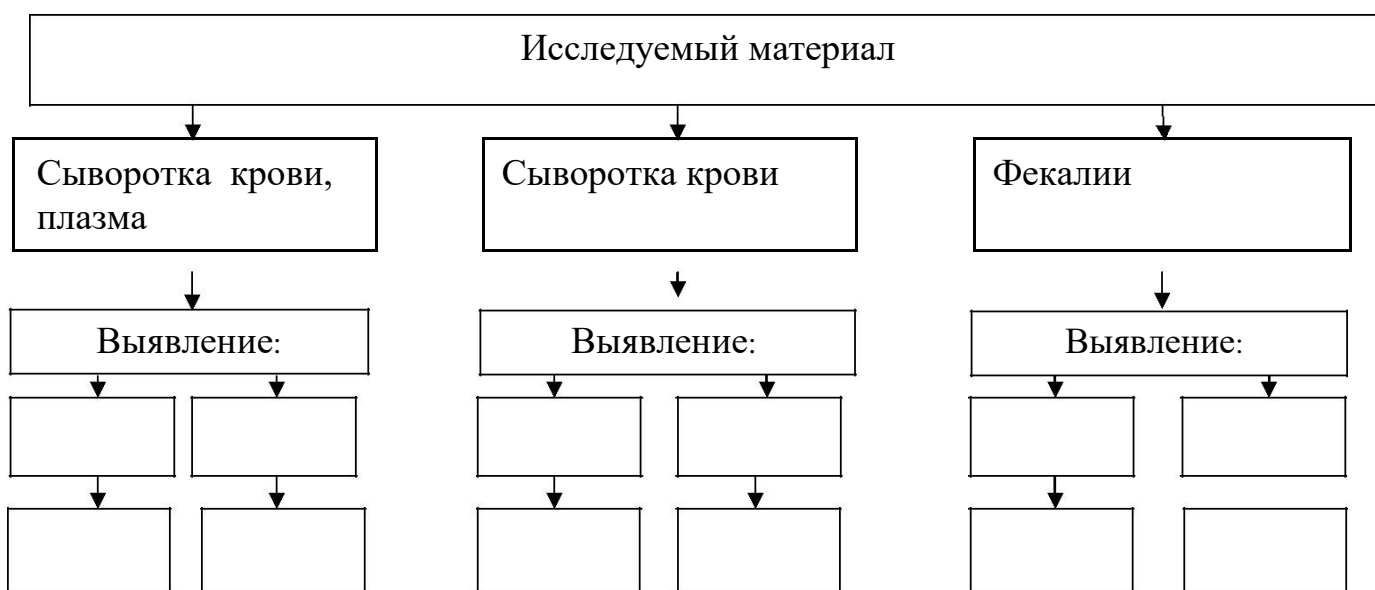 Исследуемый материал
Сыворотка крови,
плазма
Сыворотка крови
Фекалии
Выявление:
Выявление:
Выявление: